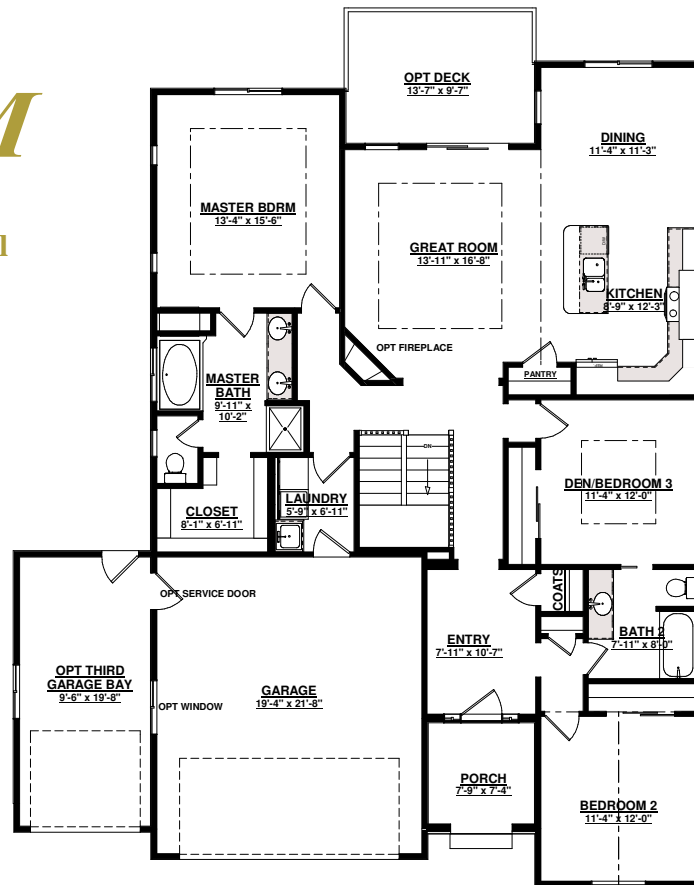 M
l
OPT DECK
13'-7" x 9'-7"
DINING
11'-4" x 11'-3"
MASTER BDRM
13'-4" x 15'-6"
GREAT ROOM
13'-11" x 16'-8"
KITCHEN
8'-9" x 12'-3"
OPT FIREPLACE
PANTRY
MASTER
BATH
9'-11" x
10'-2"
DN
DEN/BEDROOM 3
11'-4" x 12'-0"
LAUNDRY
5'-9" x 6'-11"
CLOSET
8'-1" x 6'-11"
OPT SERVICE DOOR
COATS
ENTRY
7'-11" x 10'-7"
BATH 2
7'-11" x 8'-0"
OPT THIRD
GARAGE BAY
9'-6" x 19'-8"
GARAGE
19'-4" x 21'-8"
OPT WINDOW
PORCH
7'-9" x 7'-4"
BEDROOM 2
11'-4" x 12'-0"